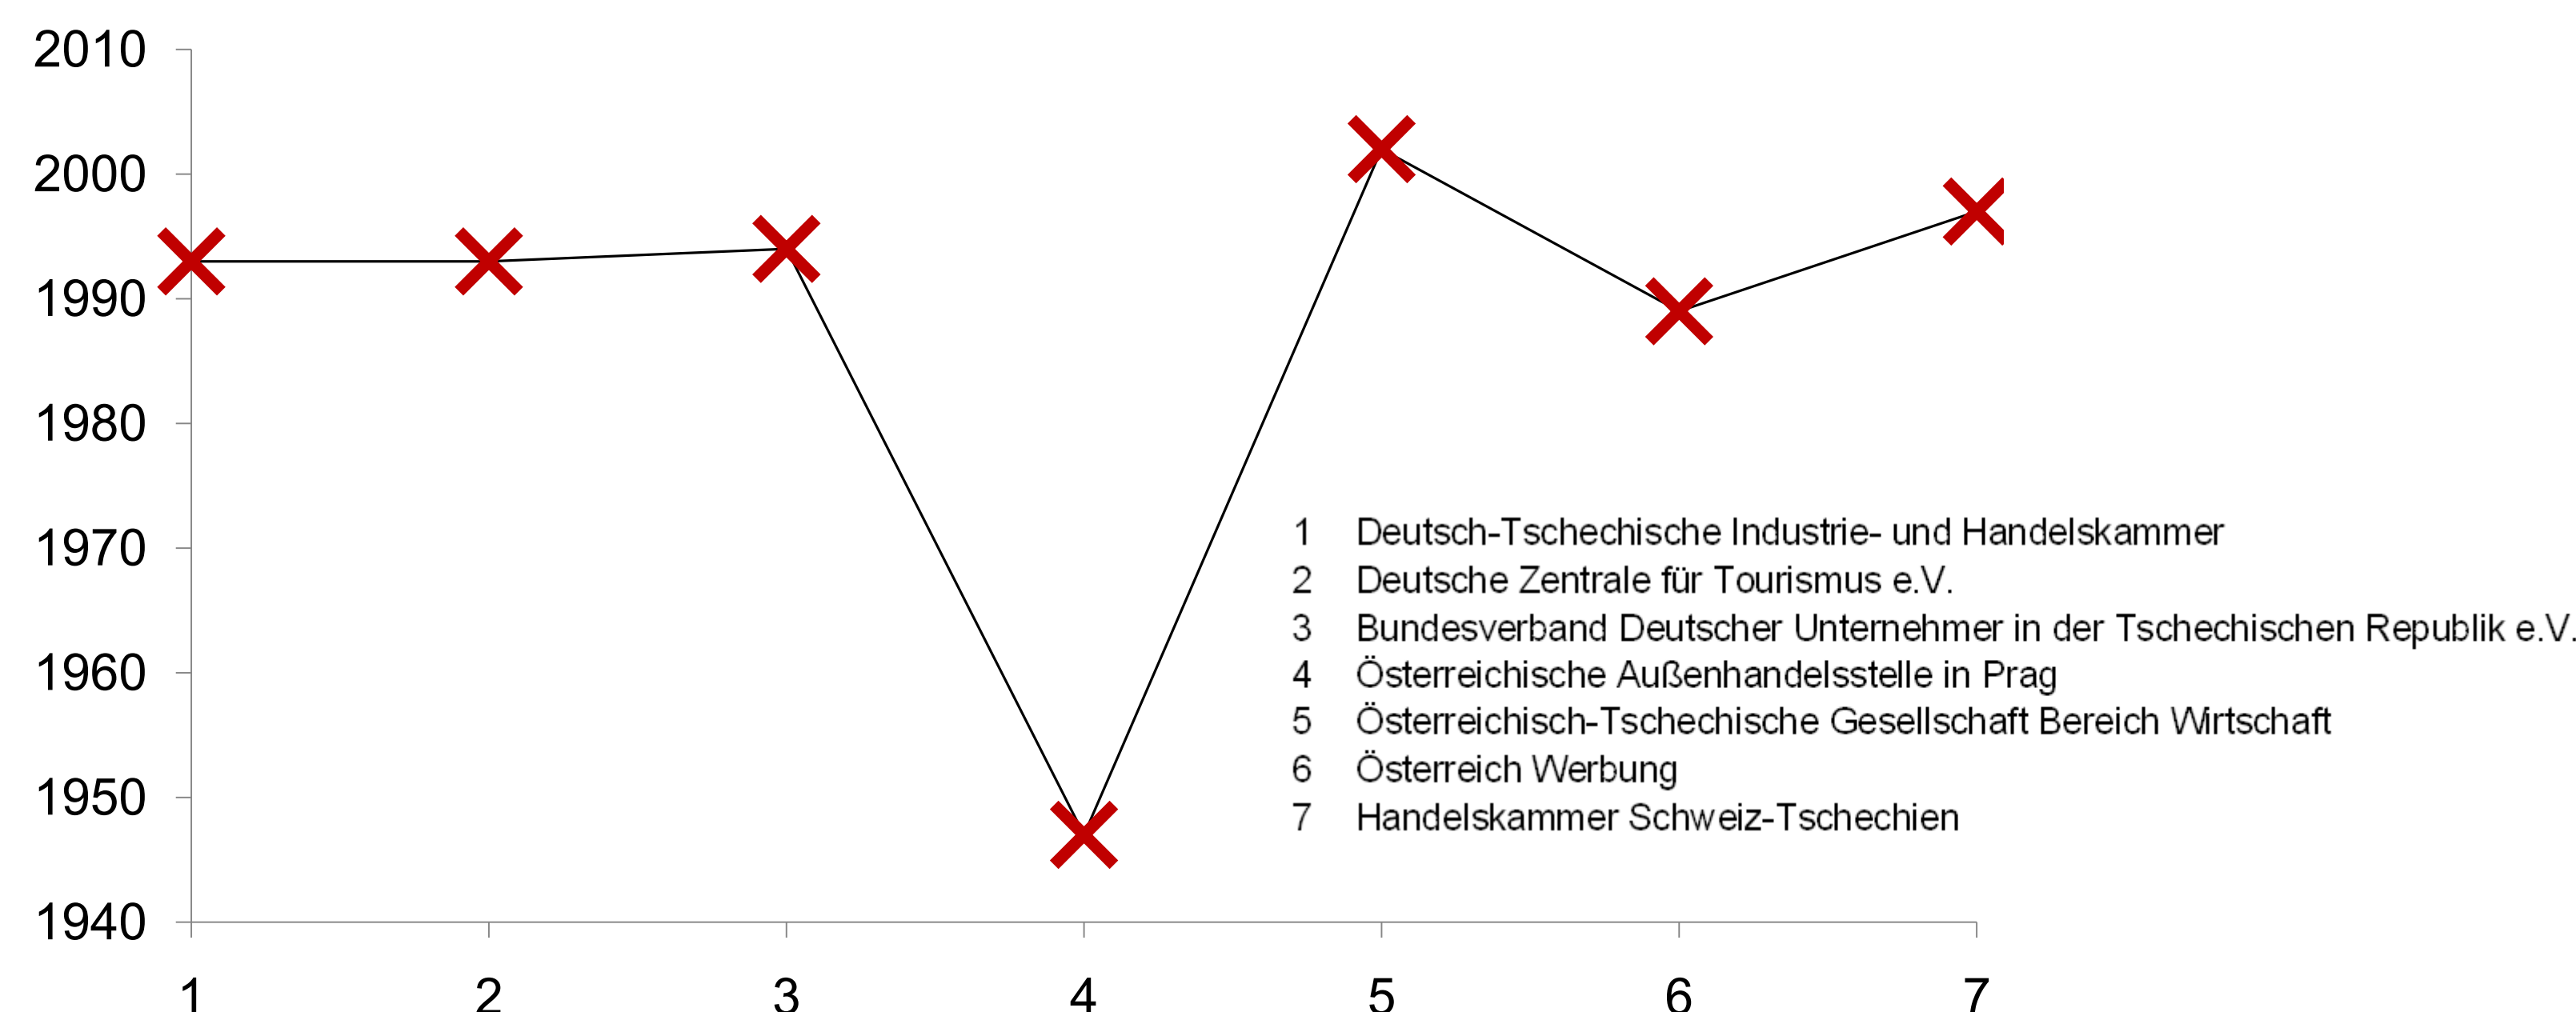 2010
2000
1990
1980
1970
1960
1950
1940
1 Deutsch-Tschechische Industrie- und Handelskammer
2 Deutsche Zentrale für Tourismus e.V.
3 Bundesverband Deutscher Unternehmer in der Tschechischen Republik e.V.
4 Österreichische Außenhandelsstelle in Prag
5 Österreichisch-Tschechische Gesellschaft Bereich Wirtschaft
6 Österreich Werbung
7 Handelskammer Schweiz-Tschechien
1 2 3 4 5 6 7